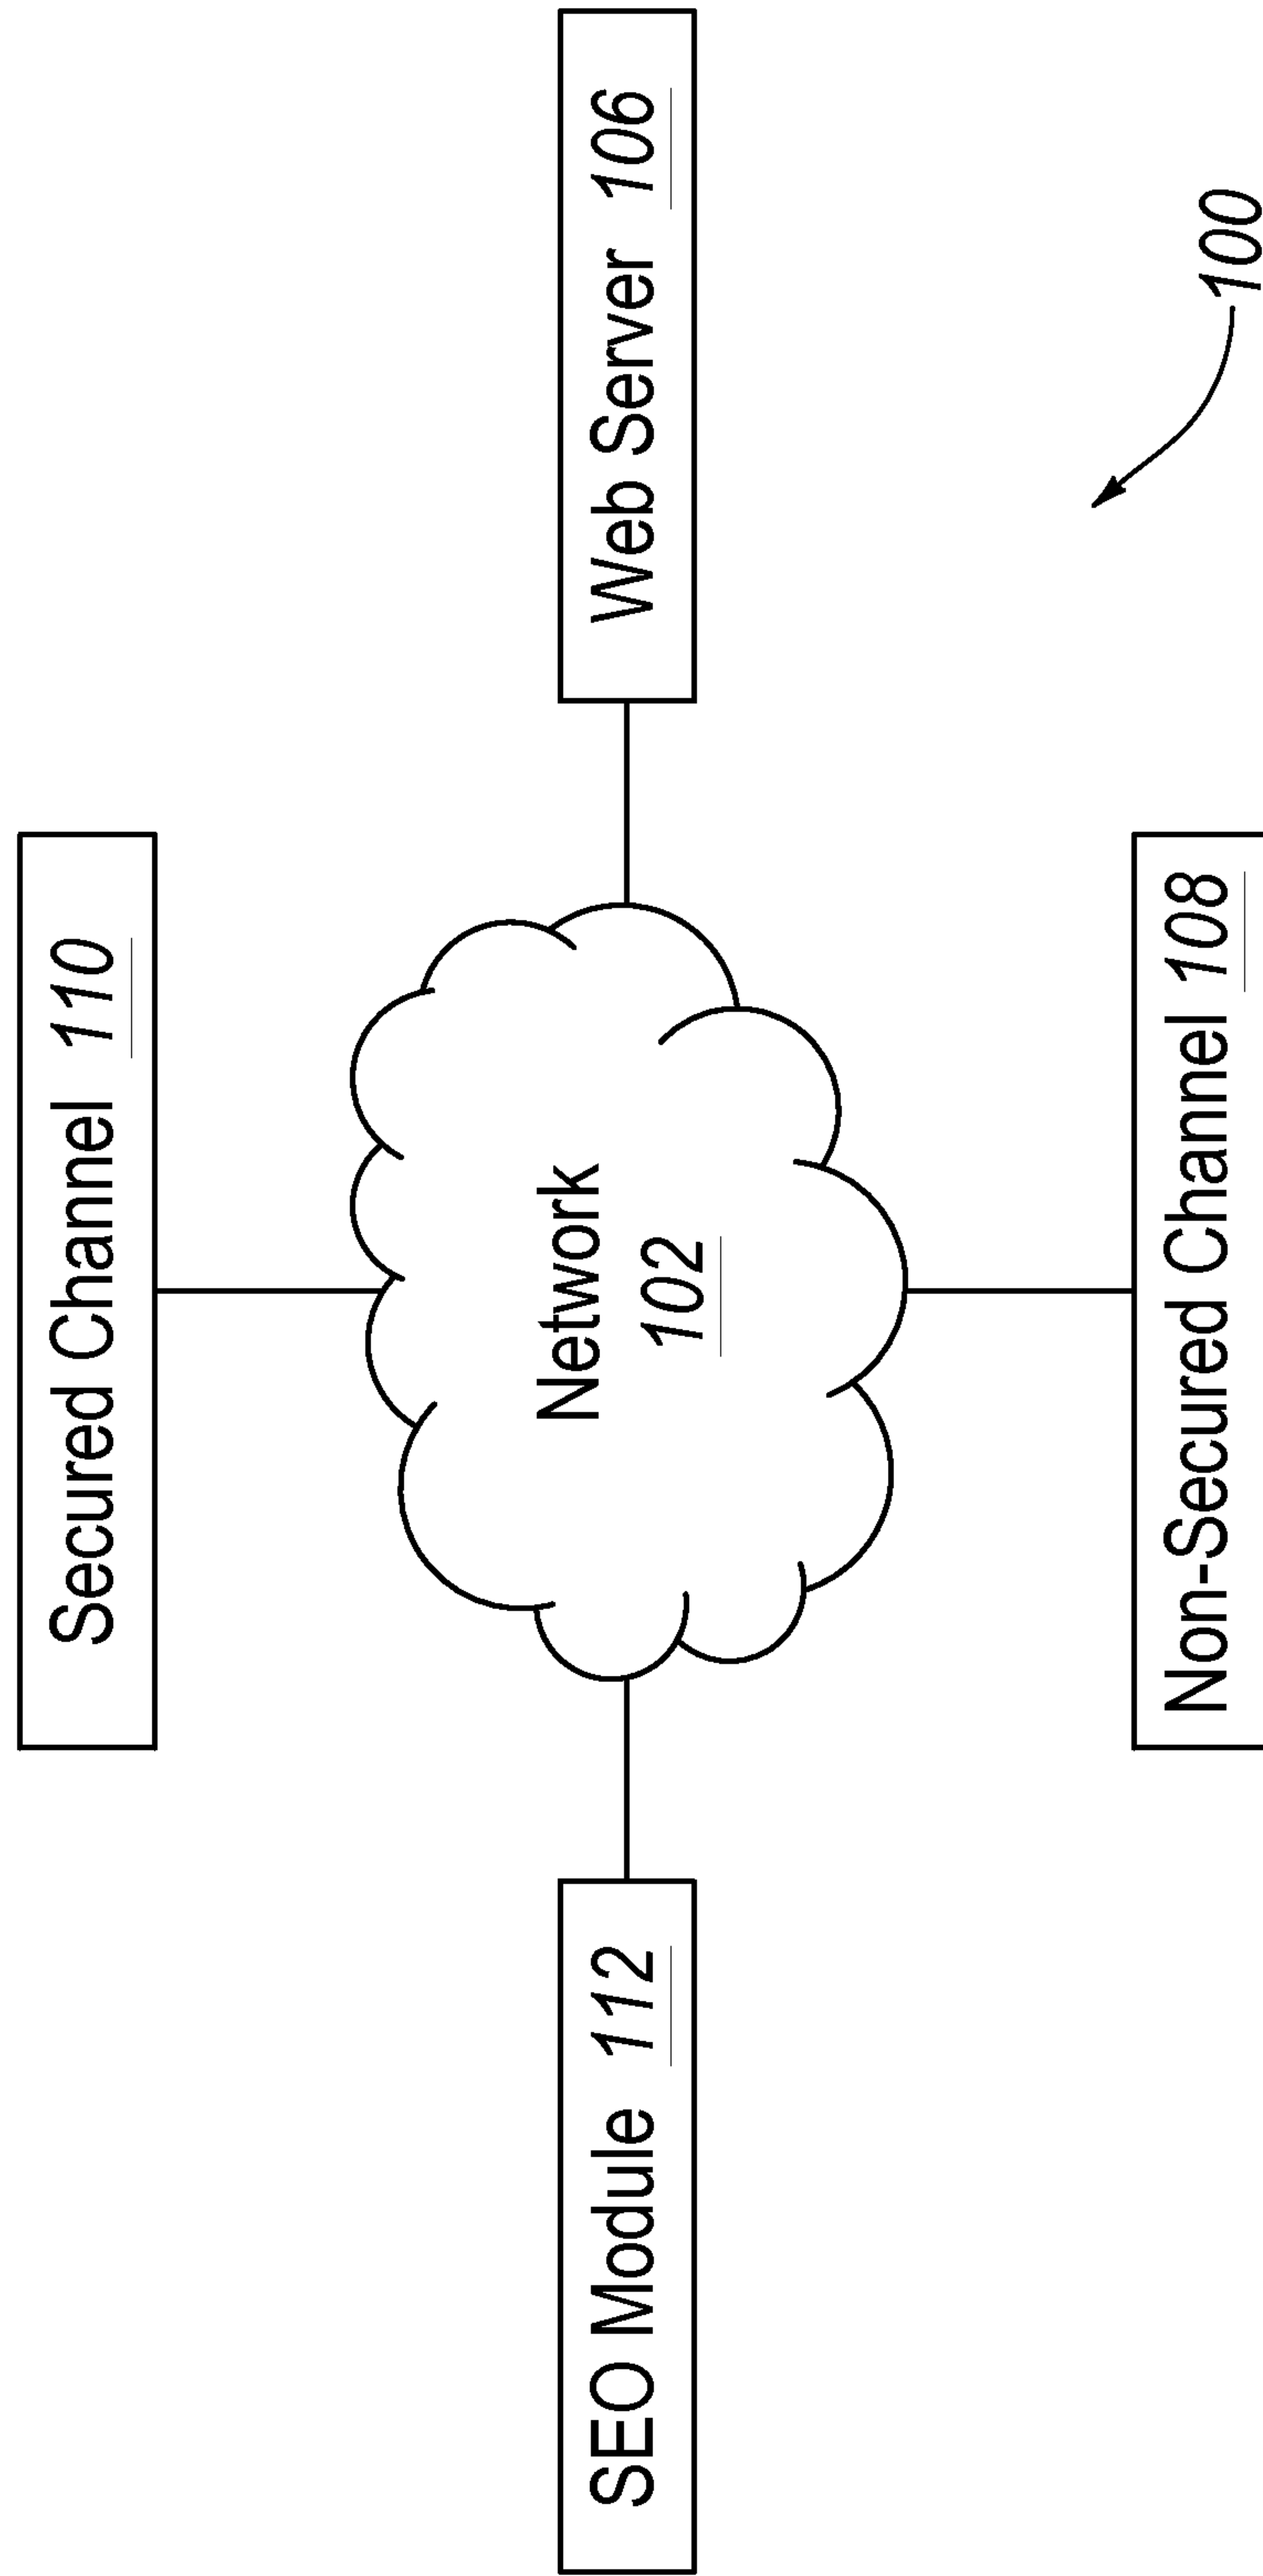 Secured Channel 110
SEO Module 112
Network
102
Web Server 106
Non-Secured Channel 108
100